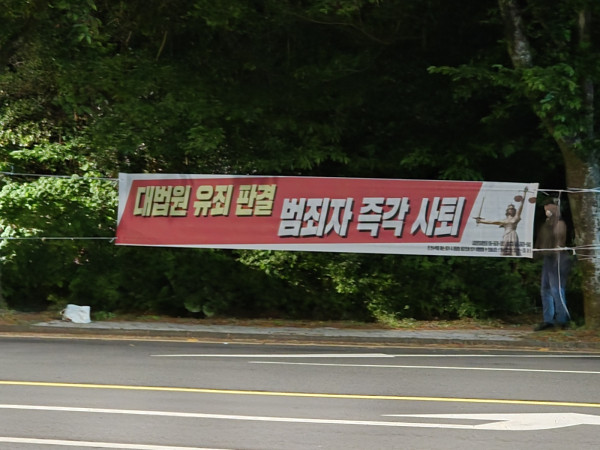 대법원 유죄 판결
범죄자 즉각 사퇴